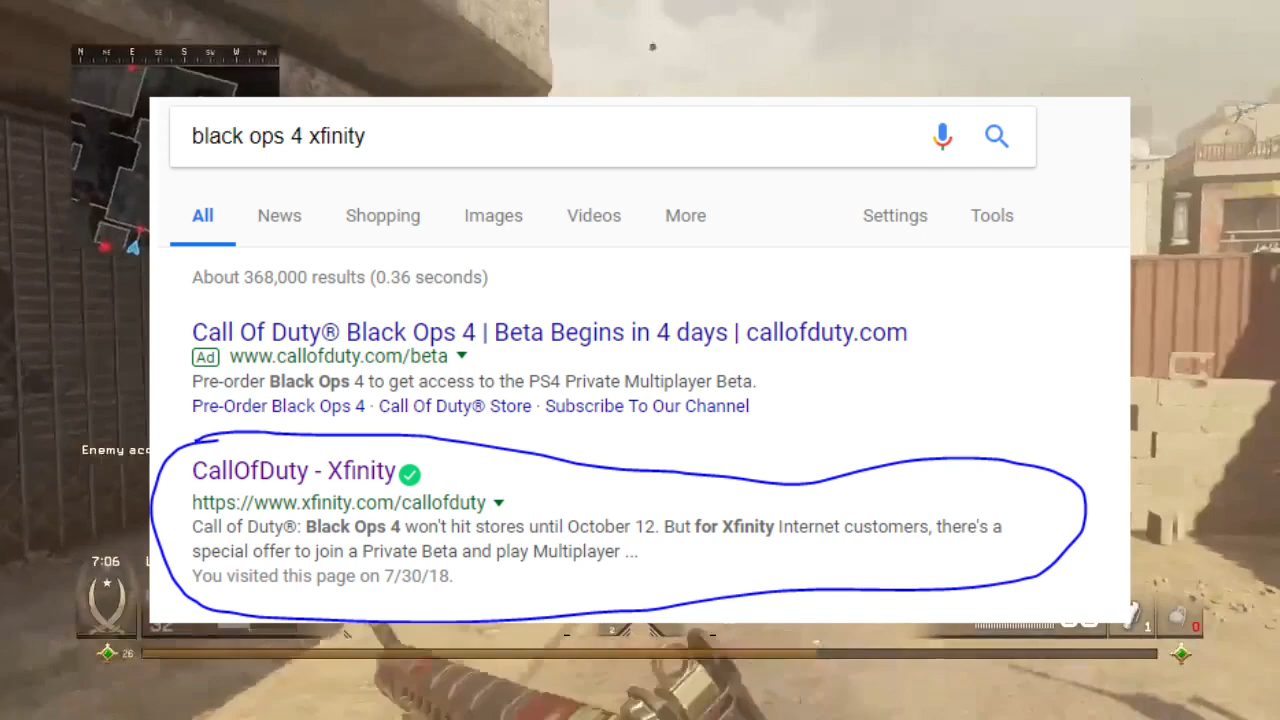 N NE E SE S SW W NW
black ops 4 xfinity
All News Shopping Images Videos More Settings Tools
About 368,000 results (0.36 seconds)
Call Of Duty® Black Ops 4 | Beta Begins in 4 days | callofduty.com
Ad www.callofduty.com/beta
Pre-order Black Ops 4 to get access to the PS4 Private Multiplayer Beta.
Pre-Order Black Ops 4 · Call Of Duty® Store · Subscribe To Our Channel
Enemy
CallOfDuty - Xfinity
https://www.xfinity.com/callofduty
Call of Duty®: Black Ops 4 won't hit stores until October 12. But for Xfinity Internet customers, there's a
special offer to join a Private Beta and play Multiplayer ...
7:06
You visited this page on 7/30/18.
1 0
2
26